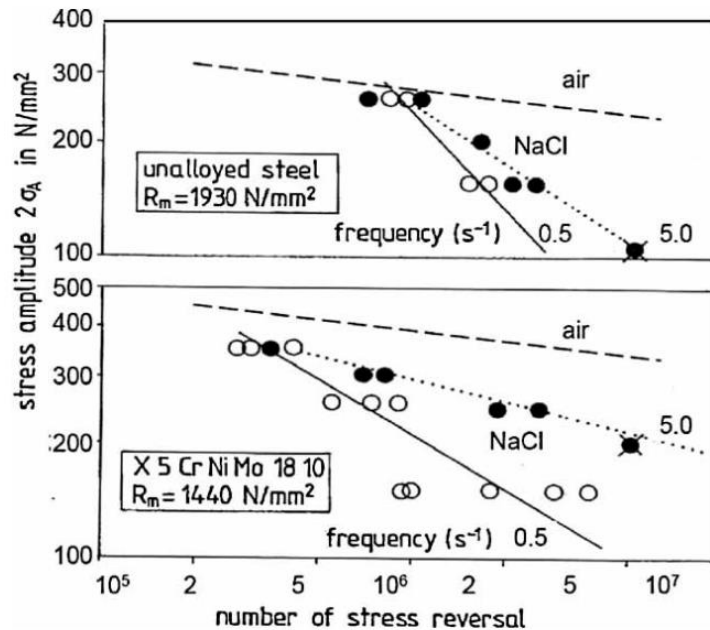 400
300
200
100
air
NaCl
unalloyed steel
Rₘ=1930 N/mm²
frequency (s⁻¹) 0.5
5.0
stress amplitude 2σ_A in N/mm²
500
400
300
200
100
air
NaCl
5.0
X 5 Cr Ni Mo 18 10
Rₘ=1440 N/mm²
frequency (s⁻¹) 0.5
10⁵ 2 5 10⁶ 2 5 10⁷
number of stress reversal